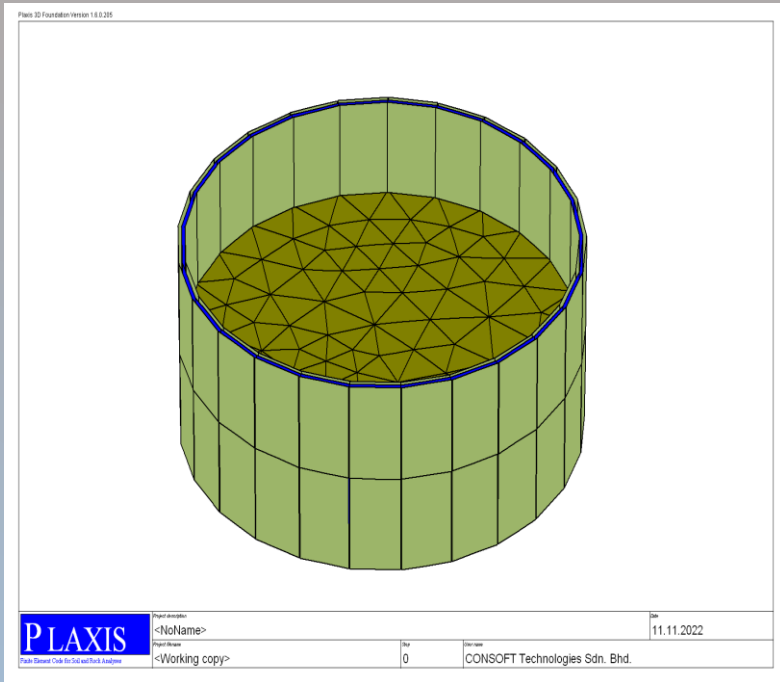 Plaxis 3D Foundation Version 1.6.0.205
PLAXIS
Finite Element Code for Soil and Rock Analyses
Project description
<NoName>
Date
11.11.2022
Project filename
<Working copy>
Step
0
User name
CONSOFT Technologies Sdn. Bhd.